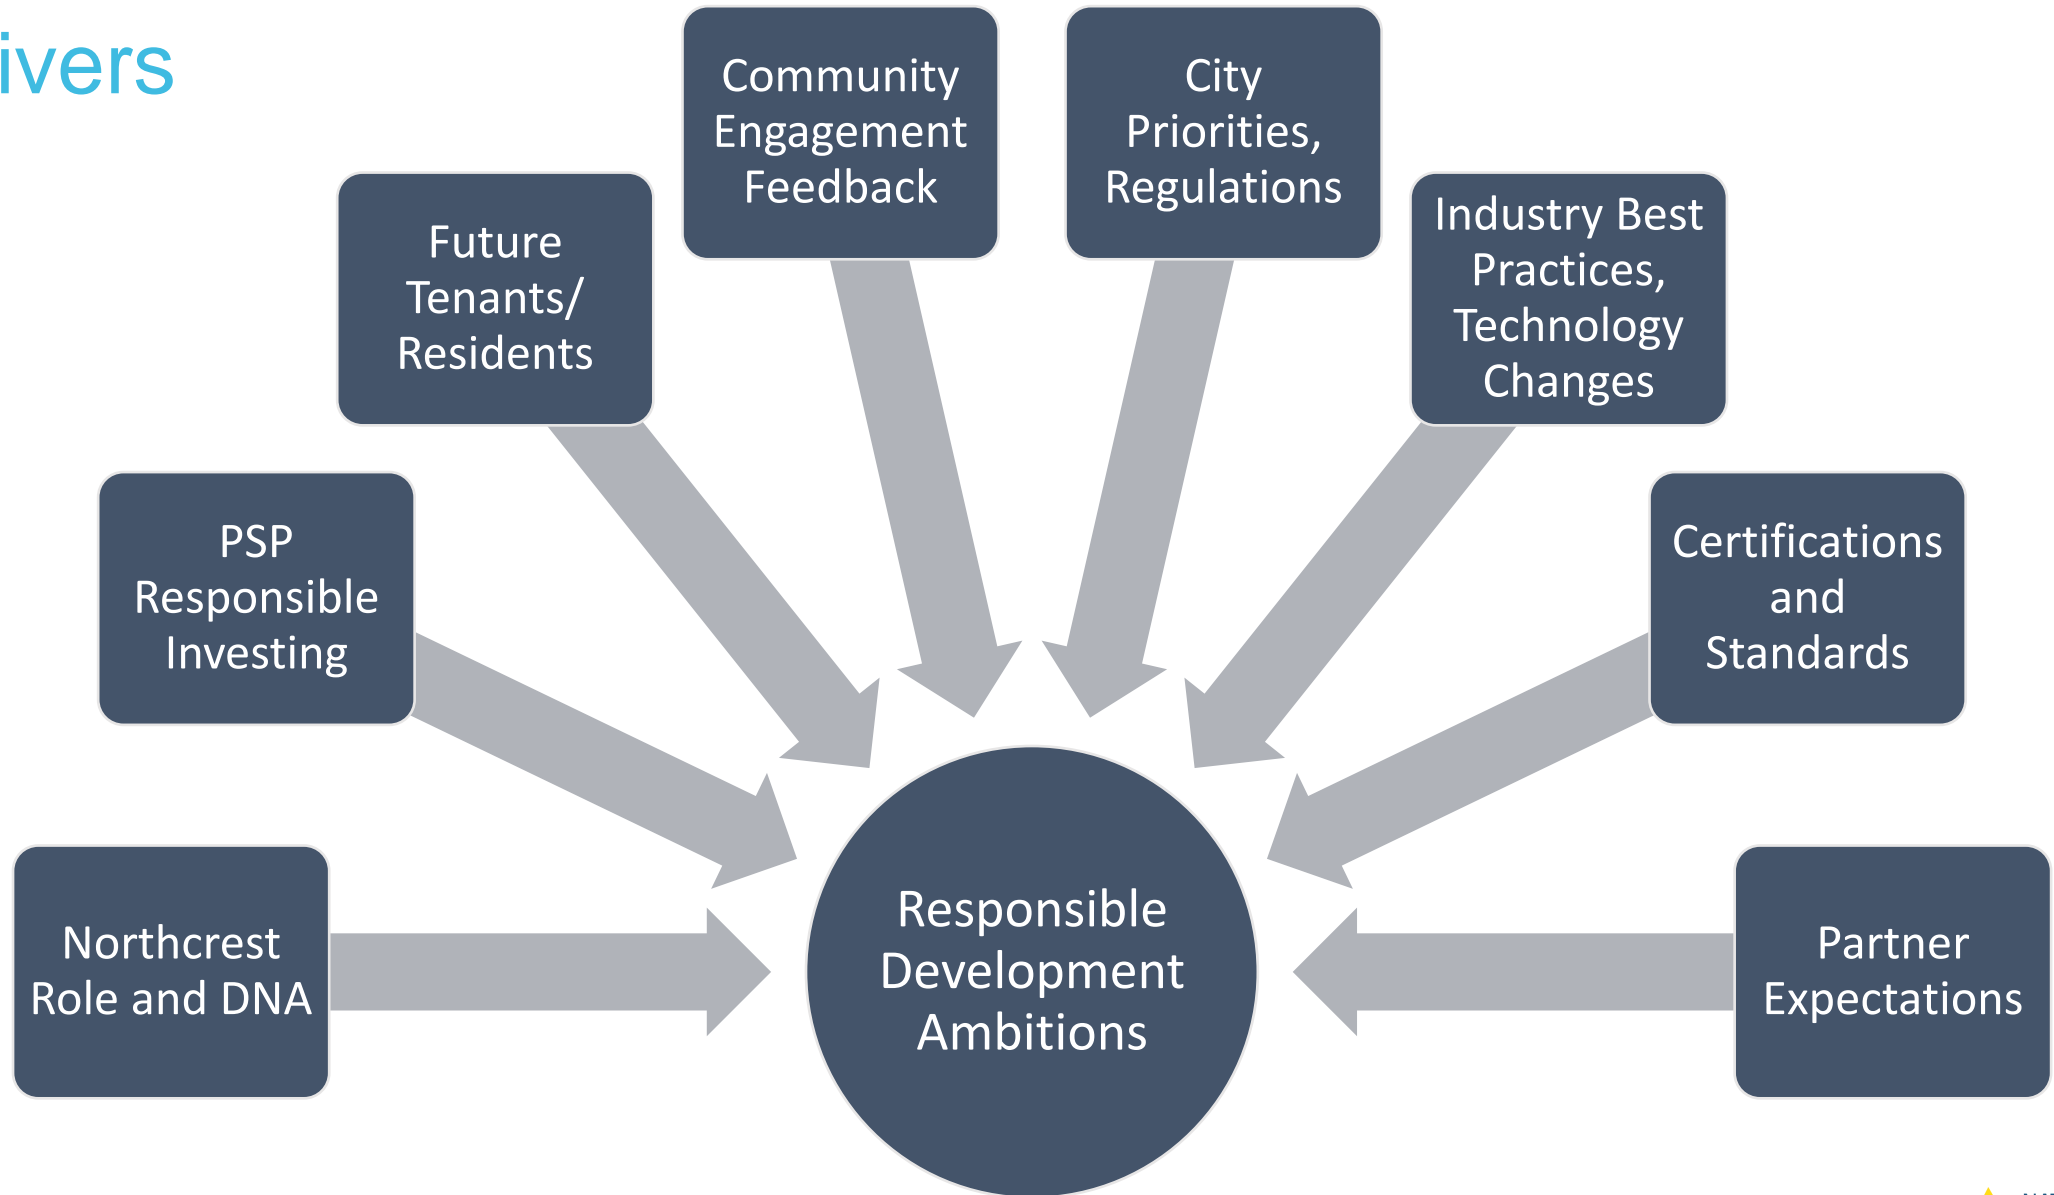 ivers
Community
Engagement
Feedback
City
Priorities,
Regulations
Future
Tenants/
Residents
Industry Best
Practices,
Technology
Changes
PSP
Responsible
Investing
Certifications
and
Standards
Northcrest
Role and DNA
Responsible
Development
Ambitions
Partner
Expectations